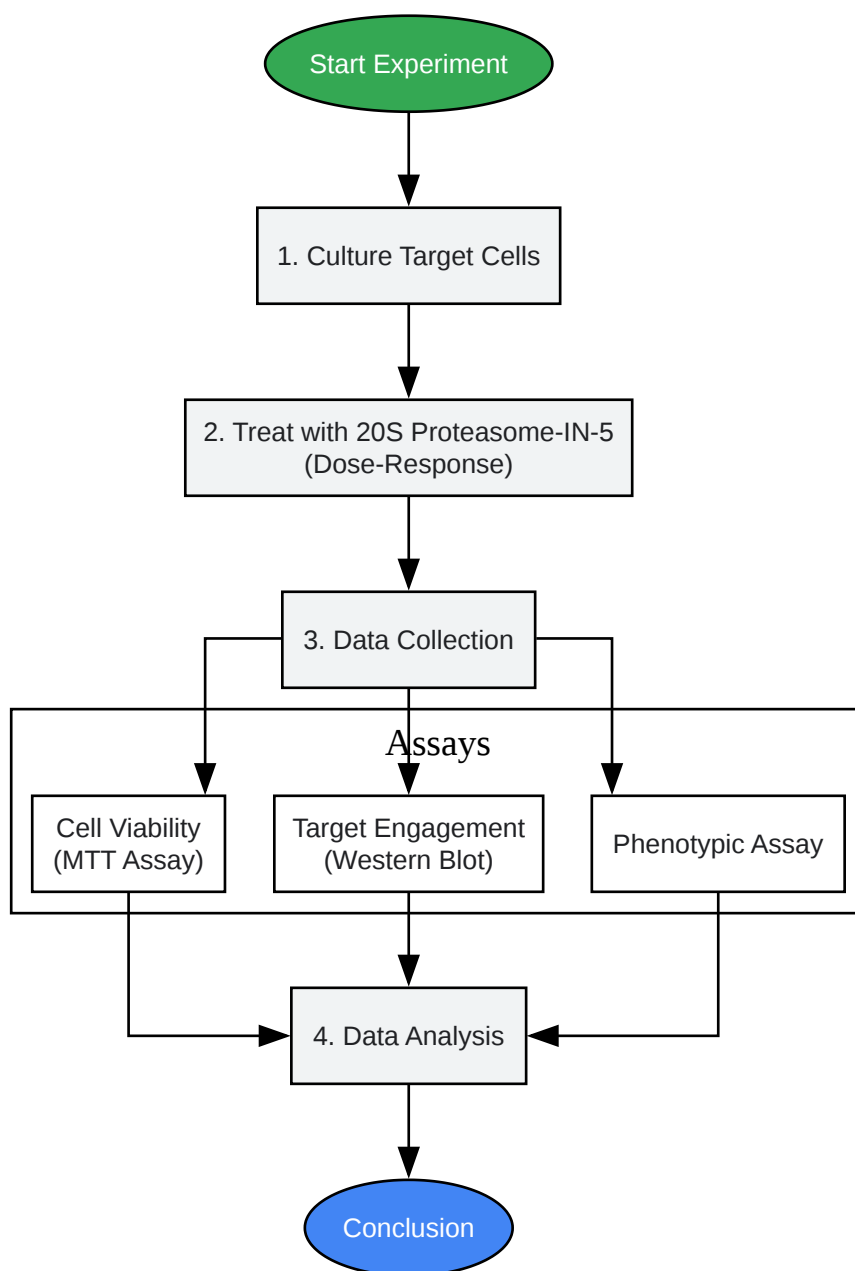 Start Experiment
1. Culture Target Cells
2. Treat with 20S Proteasome-IN-5
(Dose-Response)
3. Data Collection
Assays
Cell Viability
(MTT Assay)
Target Engagement
(Western Blot)
Phenotypic Assay
4. Data Analysis
Conclusion